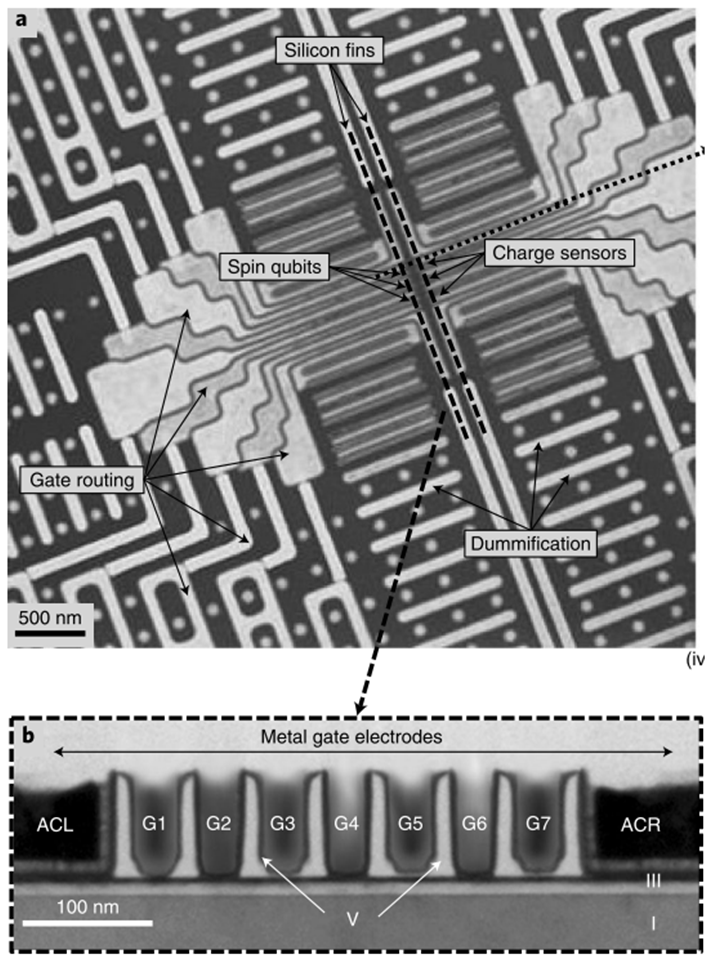 a
Silicon fins
Spin qubits
Charge sensors
Gate routing
Dummification
500 nm
(iv
b
Metal gate electrodes
ACL
G1
G2
G3
G4
G5
G6
G7
ACR
III
100 nm
V
I